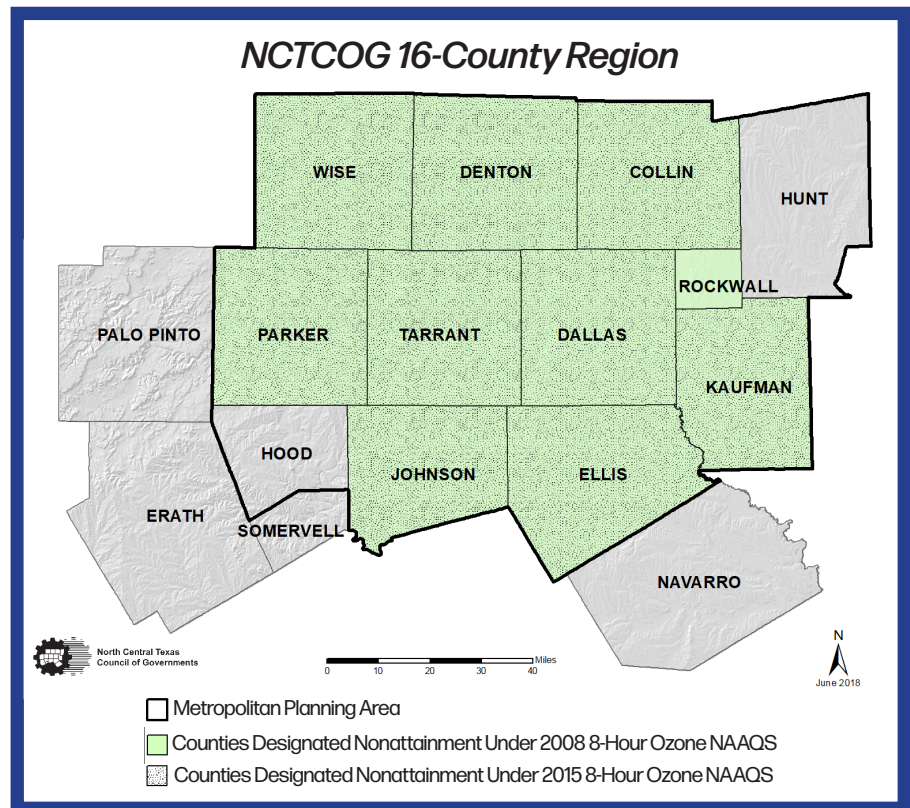 NCTCOG 16-County Region
WISE
DENTON
COLLIN
HUNT
ROCKWALL
PALO PINTO
PARKER
TARRANT
DALLAS
KAUFMAN
HOOD
JOHNSON
ELLIS
ERATH
SOMERVELL
NAVARRO
North Central Texas
Council of Governments
Miles
0 10 20 30 40
N
June 2018
Metropolitan Planning Area
Counties Designated Nonattainment Under 2008 8-Hour Ozone NAAQS
Counties Designated Nonattainment Under 2015 8-Hour Ozone NAAQS